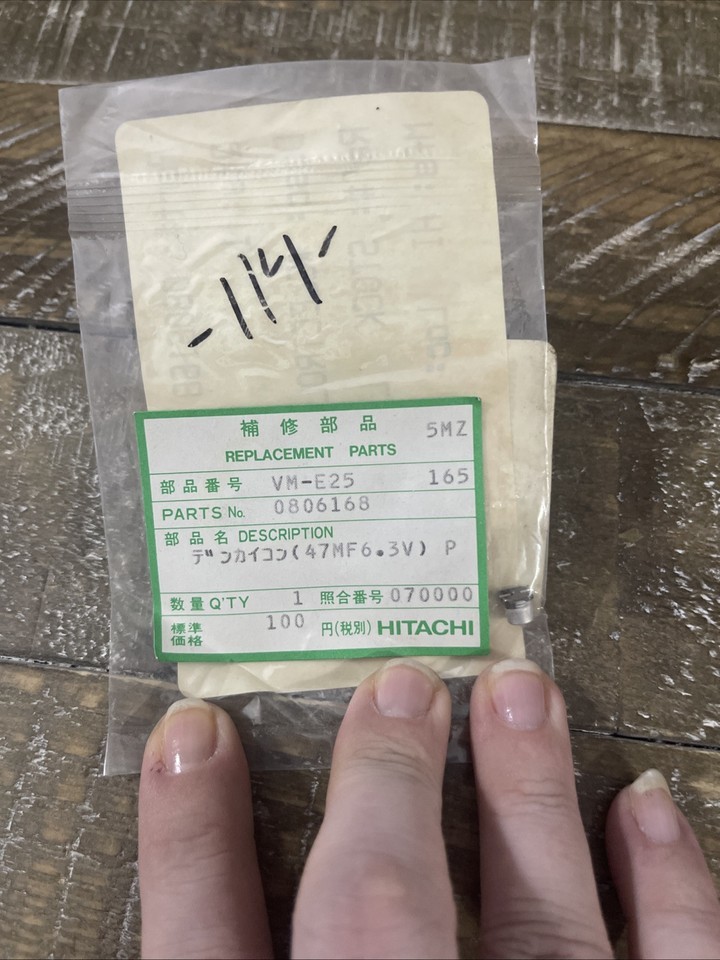 補修部品 5MZ
REPLACEMENT PARTS
部品番号 VM-E25 165
PARTS No. 0806168
部品名 DESCRIPTION
デンカイコン(47MF6.3V) P
数量 Q'TY 1 照合番号 070000
標準価格 100 円(税別) HITACHI